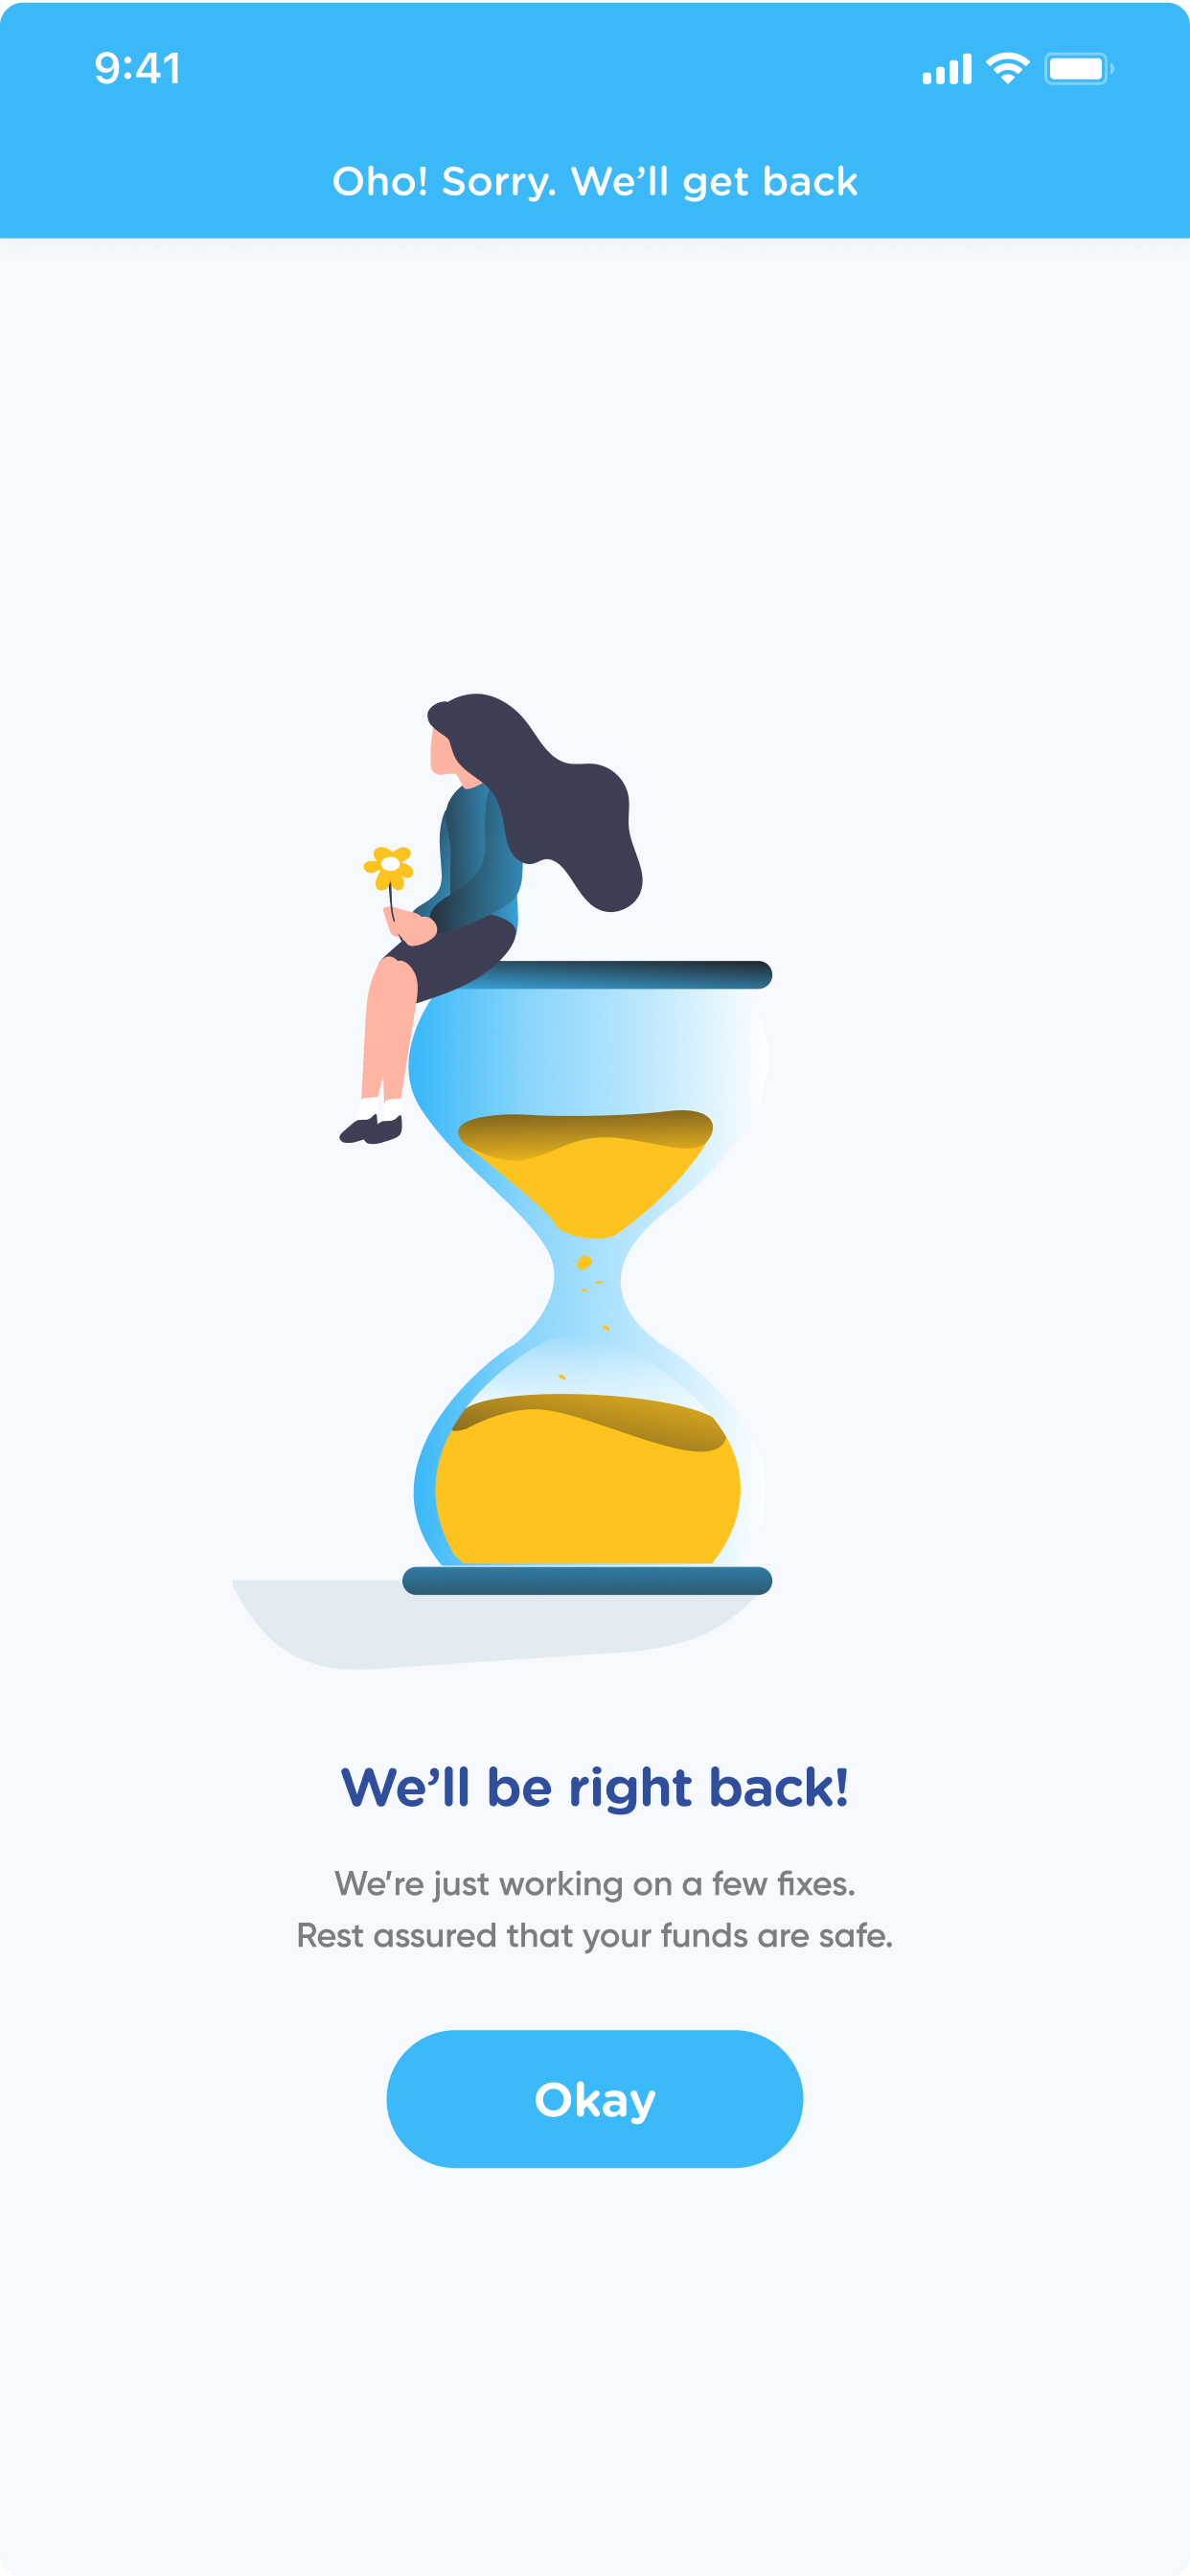 9:41
Oho! Sorry. We’ll get back
We’ll be right back!
We’re just working on a few fixes.
Rest assured that your funds are safe.
Okay